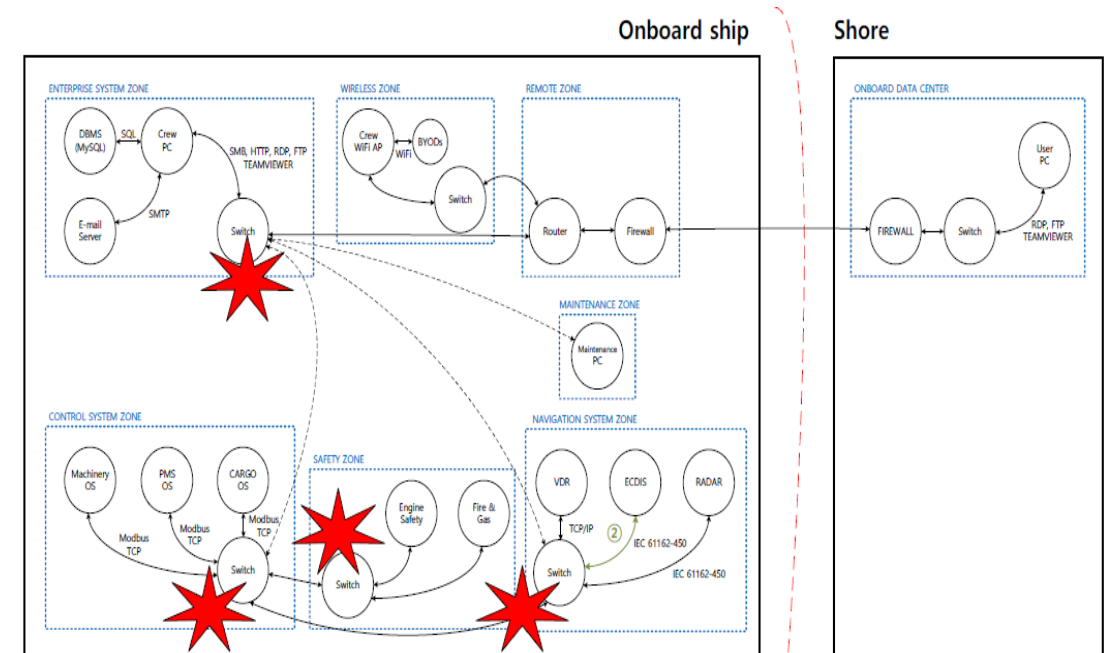 Onboard ship
Shore
ENTERPRISE SYSTEM ZONE
DBMS
(MySQL)
SQL
Crew
PC
SMB, HTTP, RDP, FTP
TEAMVIEWER
SMTP
E-mail
Server
Switch
WIRELESS ZONE
Crew
WiFi AP
WiFi
BYODs
Switch
REMOTE ZONE
Router
Firewall
ONBOARD DATA CENTER
User
PC
FIREWALL
Switch
RDP, FTP
TEAMVIEWER
MAINTENANCE ZONE
Maintenance
PC
CONTROL SYSTEM ZONE
Machinery
OS
PMS
OS
CARGO
OS
Modbus
TCP
Modbus
TCP
Modbus
TCP
Switch
SAFETY ZONE
Engine
Safety
Fire &
Gas
Switch
NAVIGATION SYSTEM ZONE
VDR
ECDIS
RADAR
TCP/IP
②
IEC 61162-450
IEC 61162-450
Switch